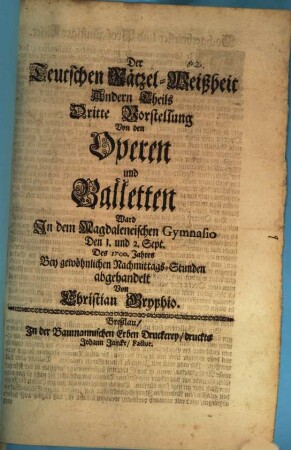 Der
Teutschen Rätzel-Weißheit
Andern Theils
Dritte Vorstellung
Von den
Operen
und
Balletten
Ward
In dem Magdaleneischen Gymnasio
Den 1. und 2. Sept.
Des 1700. Jahres
Bey gewöhnlichen Nachmittags-Stunden
abgehandelt
Von
Christian Gryphio.
Breßlau/
In der Baumannischen Erben Druckerey/druckts
Johann Jancke/ Factor.